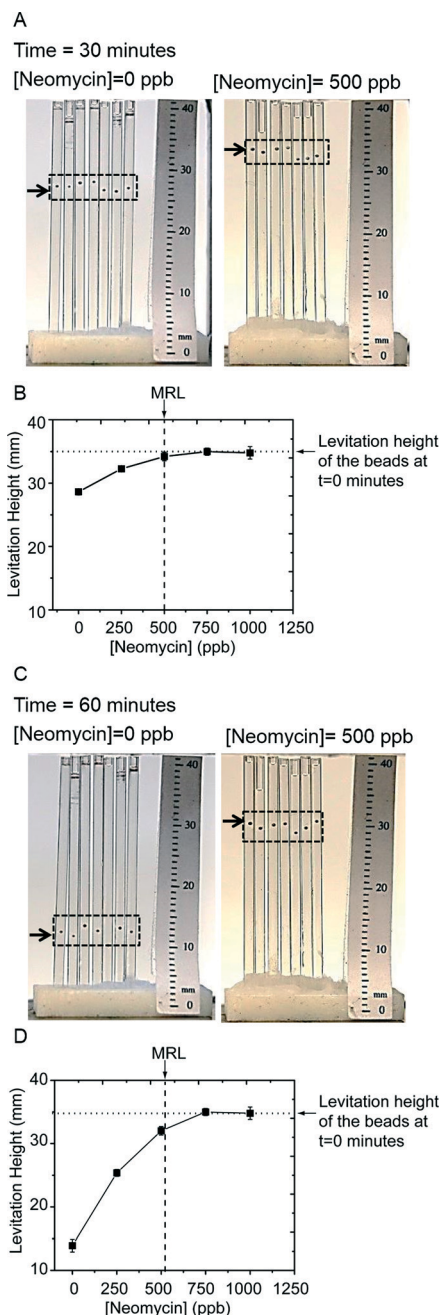 A
Time = 30 minutes
[Neomycin]=0 ppb
[Neomycin]= 500 ppb
40
30
20
10
mm
0
40
30
20
10
mm
0
B
MRL
40
35
30
20
10
Levitation Height (mm)
0 250 500 750 1000 1250
[Neomycin] (ppb)
Levitation height
of the beads at
t=0 minutes
C
Time = 60 minutes
[Neomycin]=0 ppb
[Neomycin]= 500 ppb
40
30
20
10
mm
0
40
30
20
10
mm
0
D
MRL
40
30
20
10
Levitation Height (mm)
0 250 500 750 1000 1250
[Neomycin] (ppb)
Levitation height
of the beads at
t=0 minutes